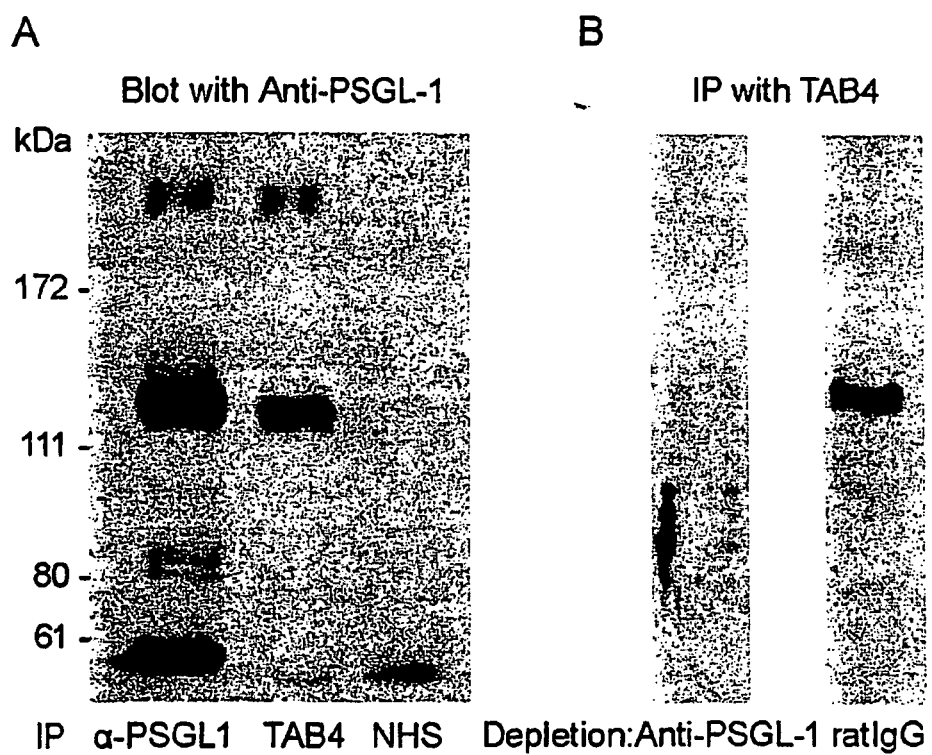 A
B
Blot with Anti-PSGL-1
IP with TAB4
kDa
172 -
111 -
80 -
61 -
IP α-PSGL1 TAB4 NHS
Depletion:Anti-PSGL-1 ratIgG